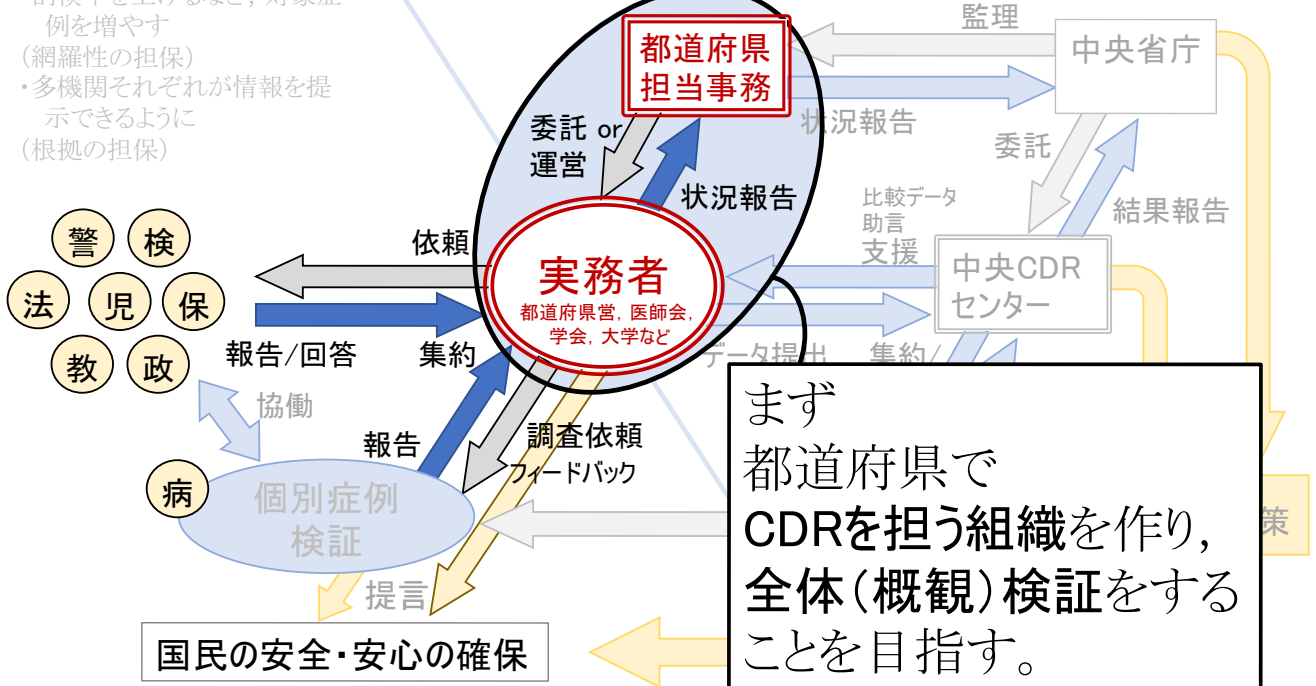 例を増やす
(網羅性の担保)
・多機関それぞれが情報を提
示できるように
(根拠の担保)
都道府県
担当事務
監理
中央省庁
状況報告
委託 or
運営
状況報告
委託
結果報告
比較データ
助言
支援
中央CDR
センター
警
検
法
児
保
教
政
依頼
報告/回答
集約
実務者
都道府県営, 医師会,
学会, 大学など
データ提出
集約/
協働
報告
調査依頼
フィードバック
病
個別症例
検証
提言
国民の安全・安心の確保
まず
都道府県で
CDRを担う組織を作り,
全体(概観)検証をする
ことを目指す。
策